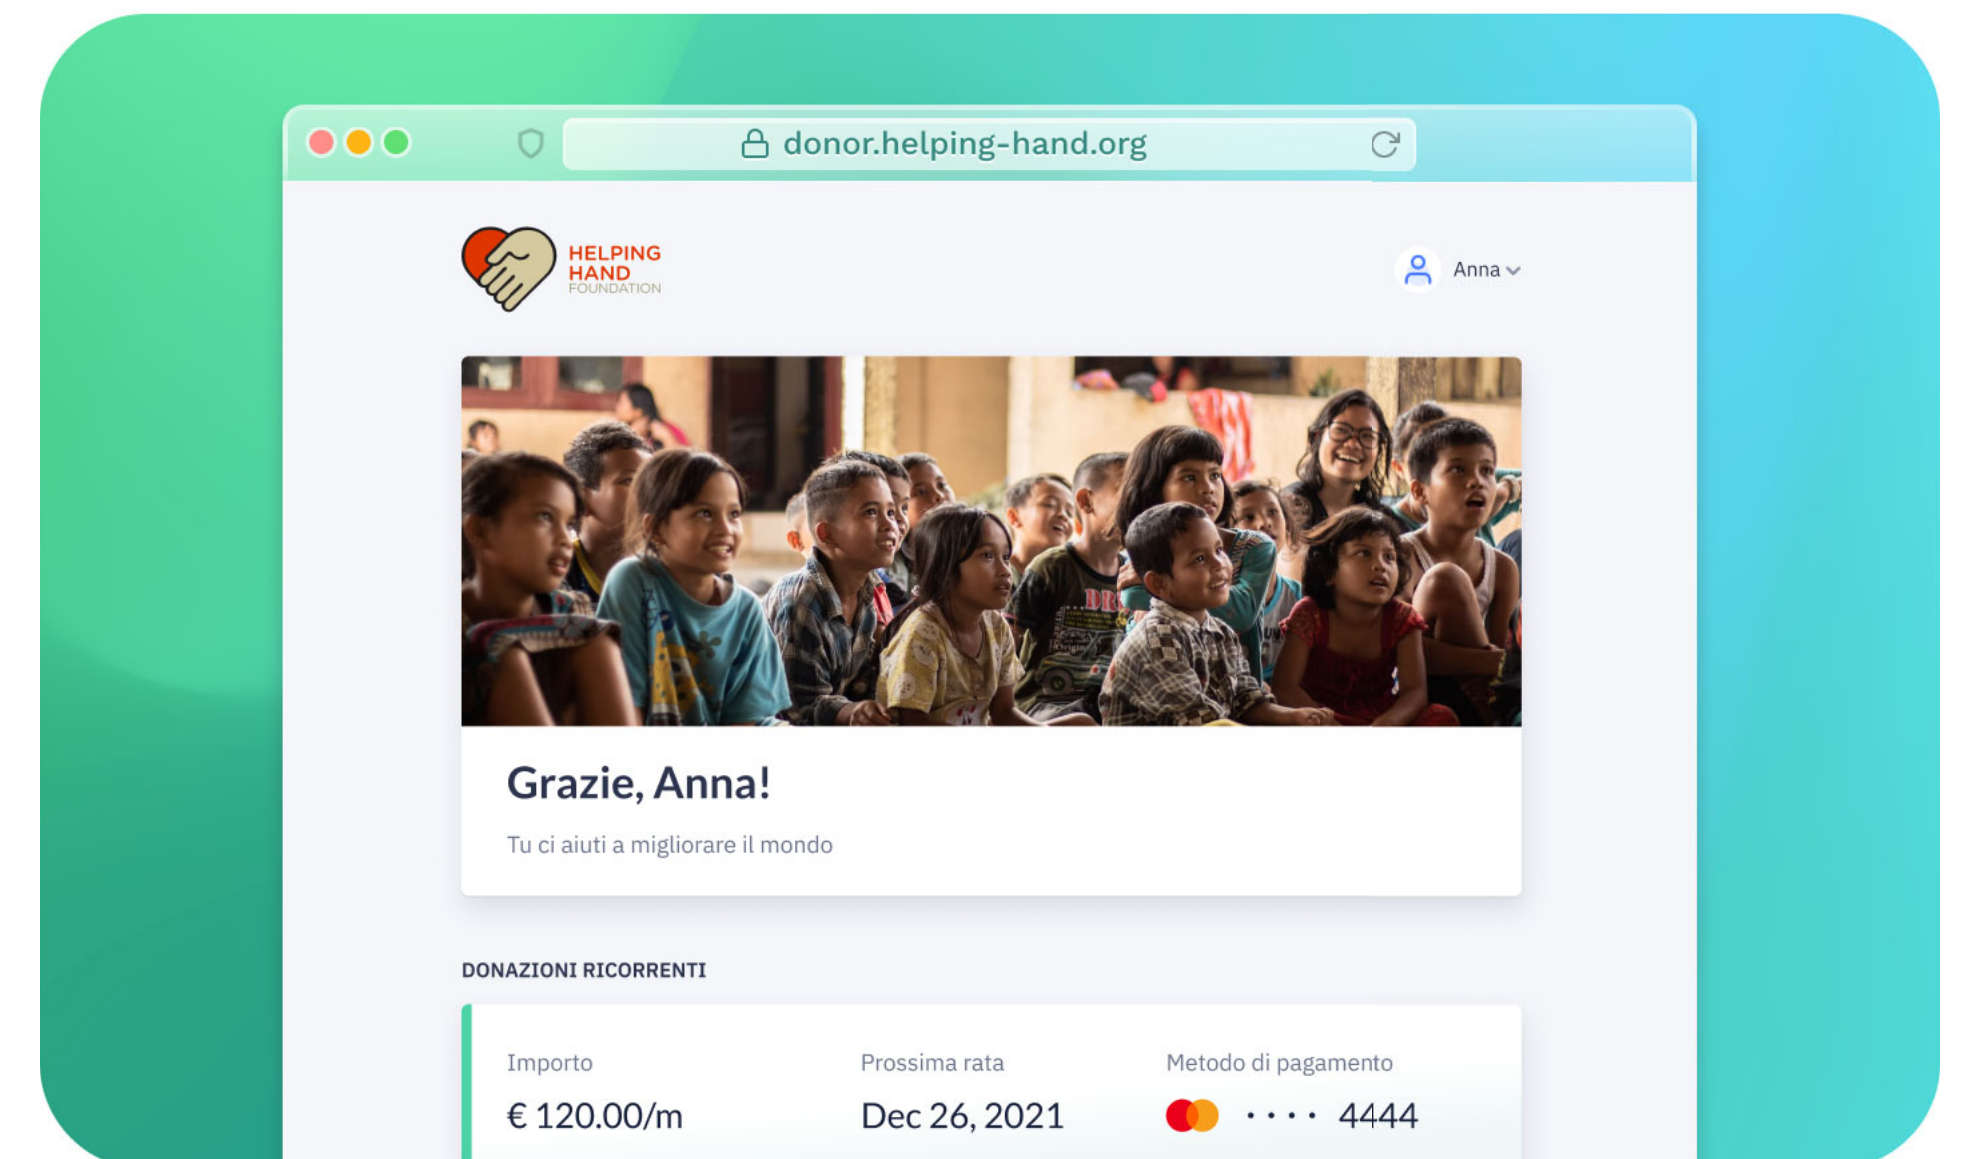 donor.helping-hand.org
HELPING
HAND
FOUNDATION
Anna
Grazie, Anna!
Tu ci aiuti a migliorare il mondo
DONAZIONI RICORRENTI
Importo
Prossima rata
Metodo di pagamento
€ 120.00/m
Dec 26, 2021
···· 4444